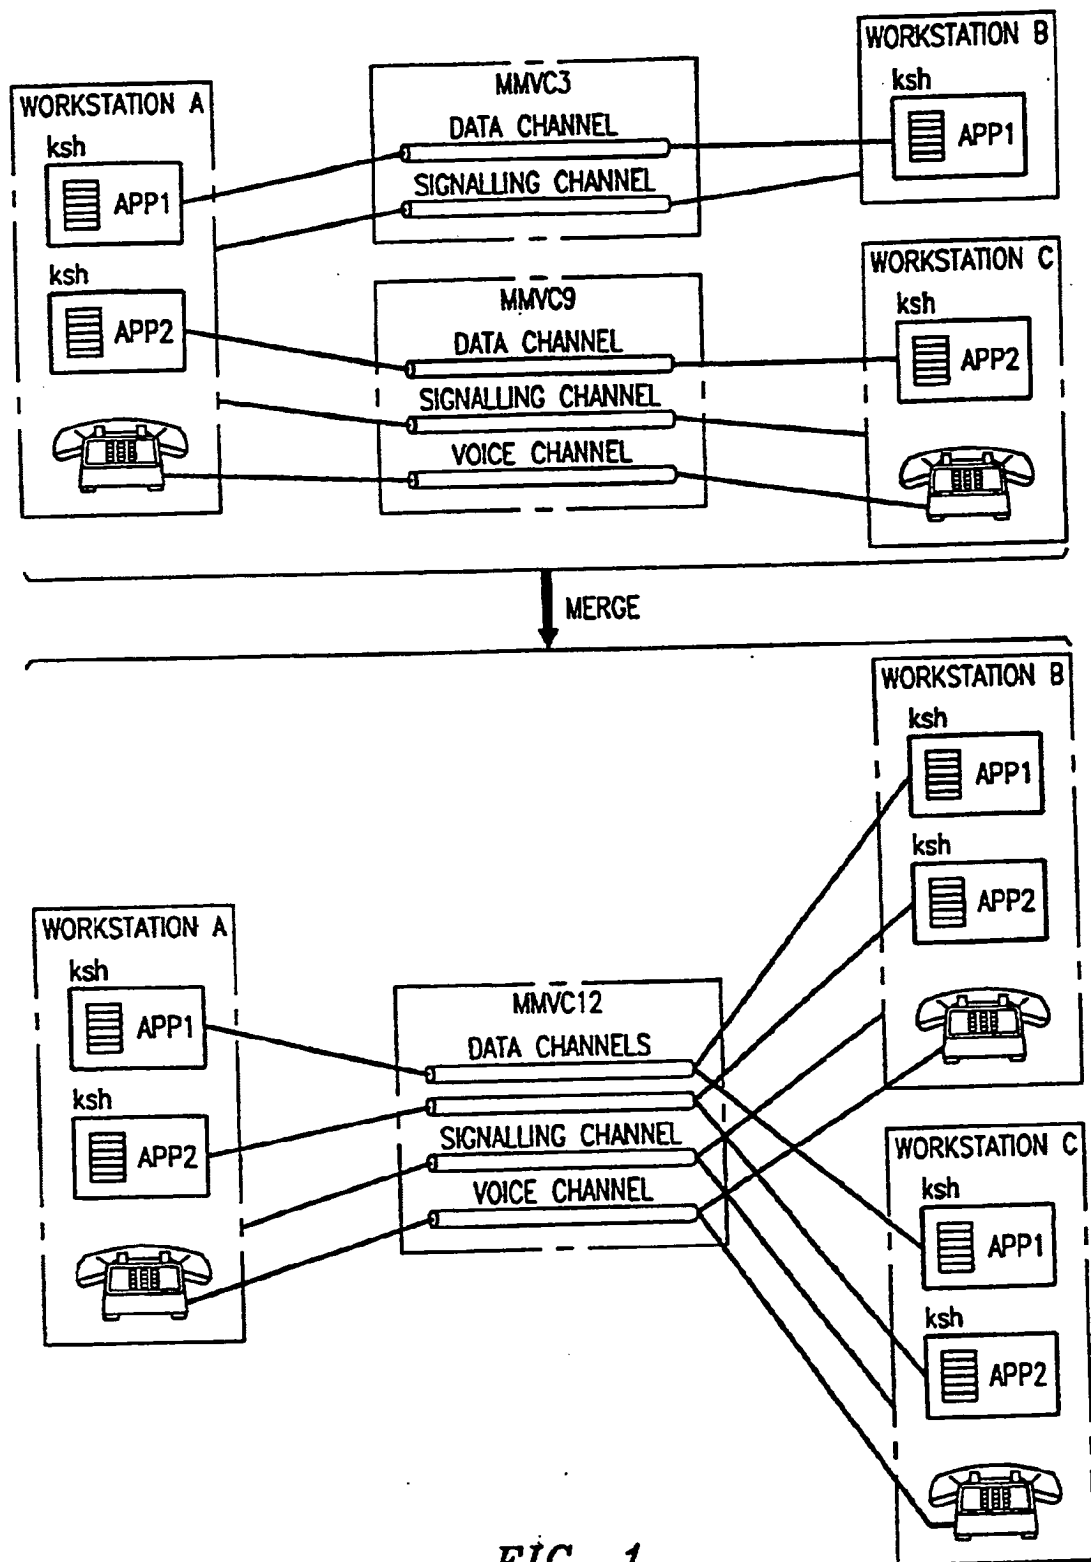 WORKSTATION A
ksh
APP1
ksh
APP2
MMVC3
DATA CHANNEL
SIGNALLING CHANNEL
MMVC9
DATA CHANNEL
SIGNALLING CHANNEL
VOICE CHANNEL
WORKSTATION B
ksh
APP1
WORKSTATION C
ksh
APP2
MERGE
WORKSTATION A
ksh
APP1
ksh
APP2
MMVC12
DATA CHANNELS
SIGNALLING CHANNEL
VOICE CHANNEL
WORKSTATION B
ksh
APP1
ksh
APP2
WORKSTATION C
ksh
APP1
ksh
APP2
FIG. 1